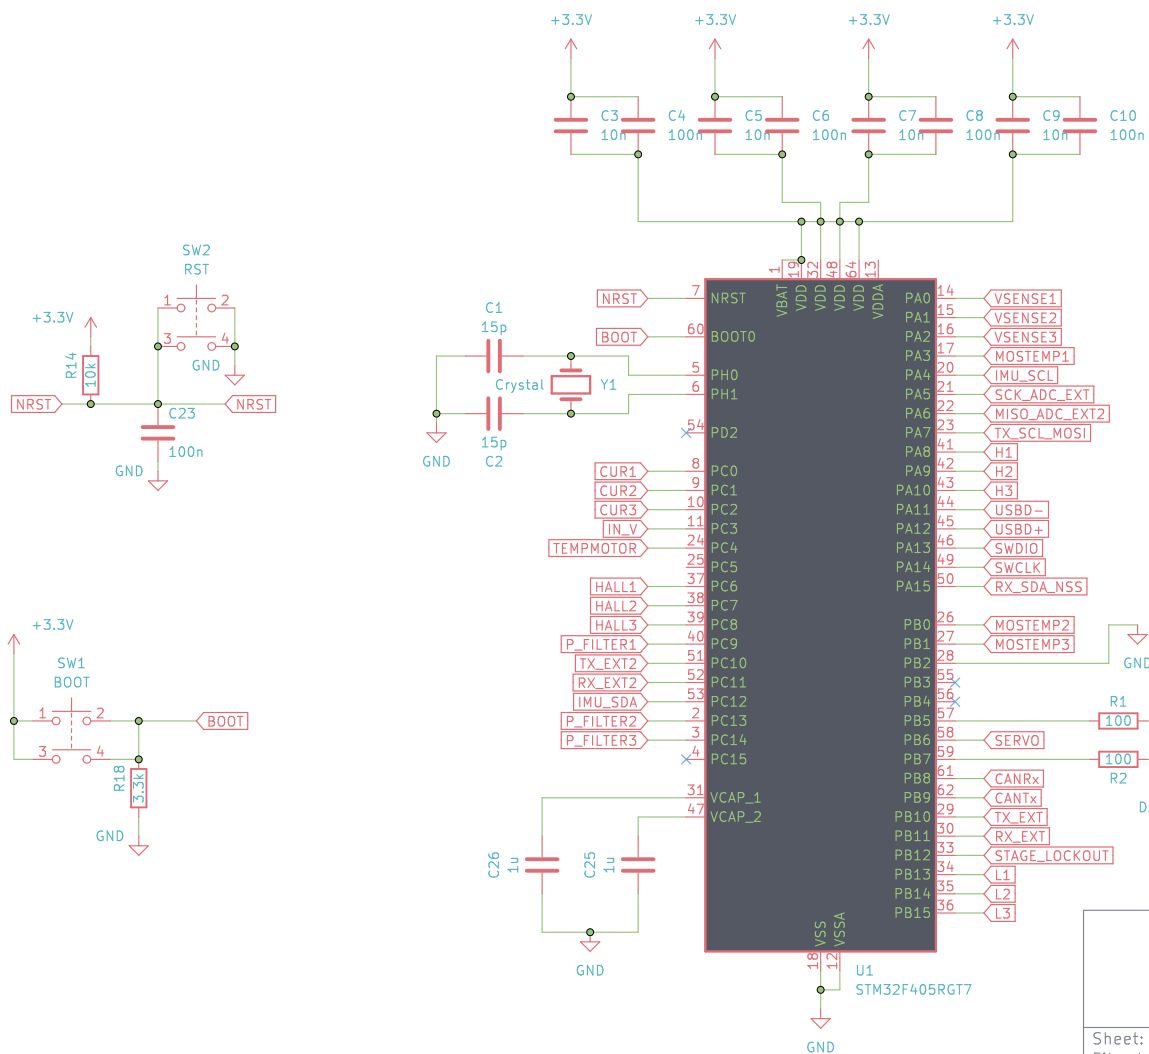 +3.3V +3.3V +3.3V +3.3V
C3 C4 C5 C6 C7 C8 C9 C10
10n 100n 10n 100n 10n 100n 10n 100n
SW2
RST
1 2
3 4
+3.3V
GND
R14
10k
NRST NRST
C23
100n
GND
+3.3V
SW1
BOOT
1 2
3 4
BOOT
R18
3.3k
GND
C1
15p
Crystal Y1
15p
C2
GND
1 19 32 48 64 13
VBAT VDD VDD VDD VDD VDDA
NRST 7 NRST
BOOT 60 BOOT0
5 PH0
6 PH1
54 PD2
CUR1 8 PC0
CUR2 9 PC1
CUR3 10 PC2
IN_V 11 PC3
TEMPMOTOR 24 PC4
25 PC5
HALL1 37 PC6
HALL2 38 PC7
HALL3 39 PC8
P_FILTER1 40 PC9
TX_EXT2 51 PC10
RX_EXT2 52 PC11
IMU_SDA 53 PC12
P_FILTER2 2 PC13
P_FILTER3 3 PC14
4 PC15
31 VCAP_1
47 VCAP_2
C26
1u
C25
1u
GND
PA0 14 VSENSE1
PA1 15 VSENSE2
PA2 16 VSENSE3
PA3 17 MOSTEMP1
PA4 20 IMU_SCL
PA5 21 SCK_ADC_EXT
PA6 22 MISO_ADC_EXT2
PA7 23 TX_SCL_MOSI
PA8 41 H1
PA9 42 H2
PA10 43 H3
PA11 44 USBD-
PA12 45 USBD+
PA13 46 SWDIO
PA14 49 SWCLK
PA15 50 RX_SDA_NSS
PB0 26 MOSTEMP2
PB1 27 MOSTEMP3
PB2 28
GND
PB3 55
PB4 56
PB5 57
R1
100
PB6 58 SERVO
PB7 59
100
R2
PB8 61 CANRx
PB9 62 CANTx
PB10 29 TX_EXT
D
PB11 30 RX_EXT
PB12 33 STAGE_LOCKOUT
PB13 34 L1
PB14 35 L2
PB15 36 L3
VSS VSSA
18 12
U1
STM32F405RGT7
GND
Sheet: